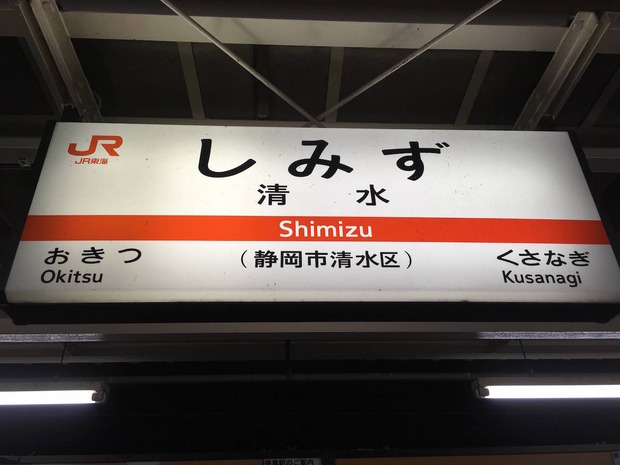 JR
JR東海
しみず
清水
Shimizu
おきつ
Okitsu
(静岡市清水区)
くさなぎ
Kusanagi